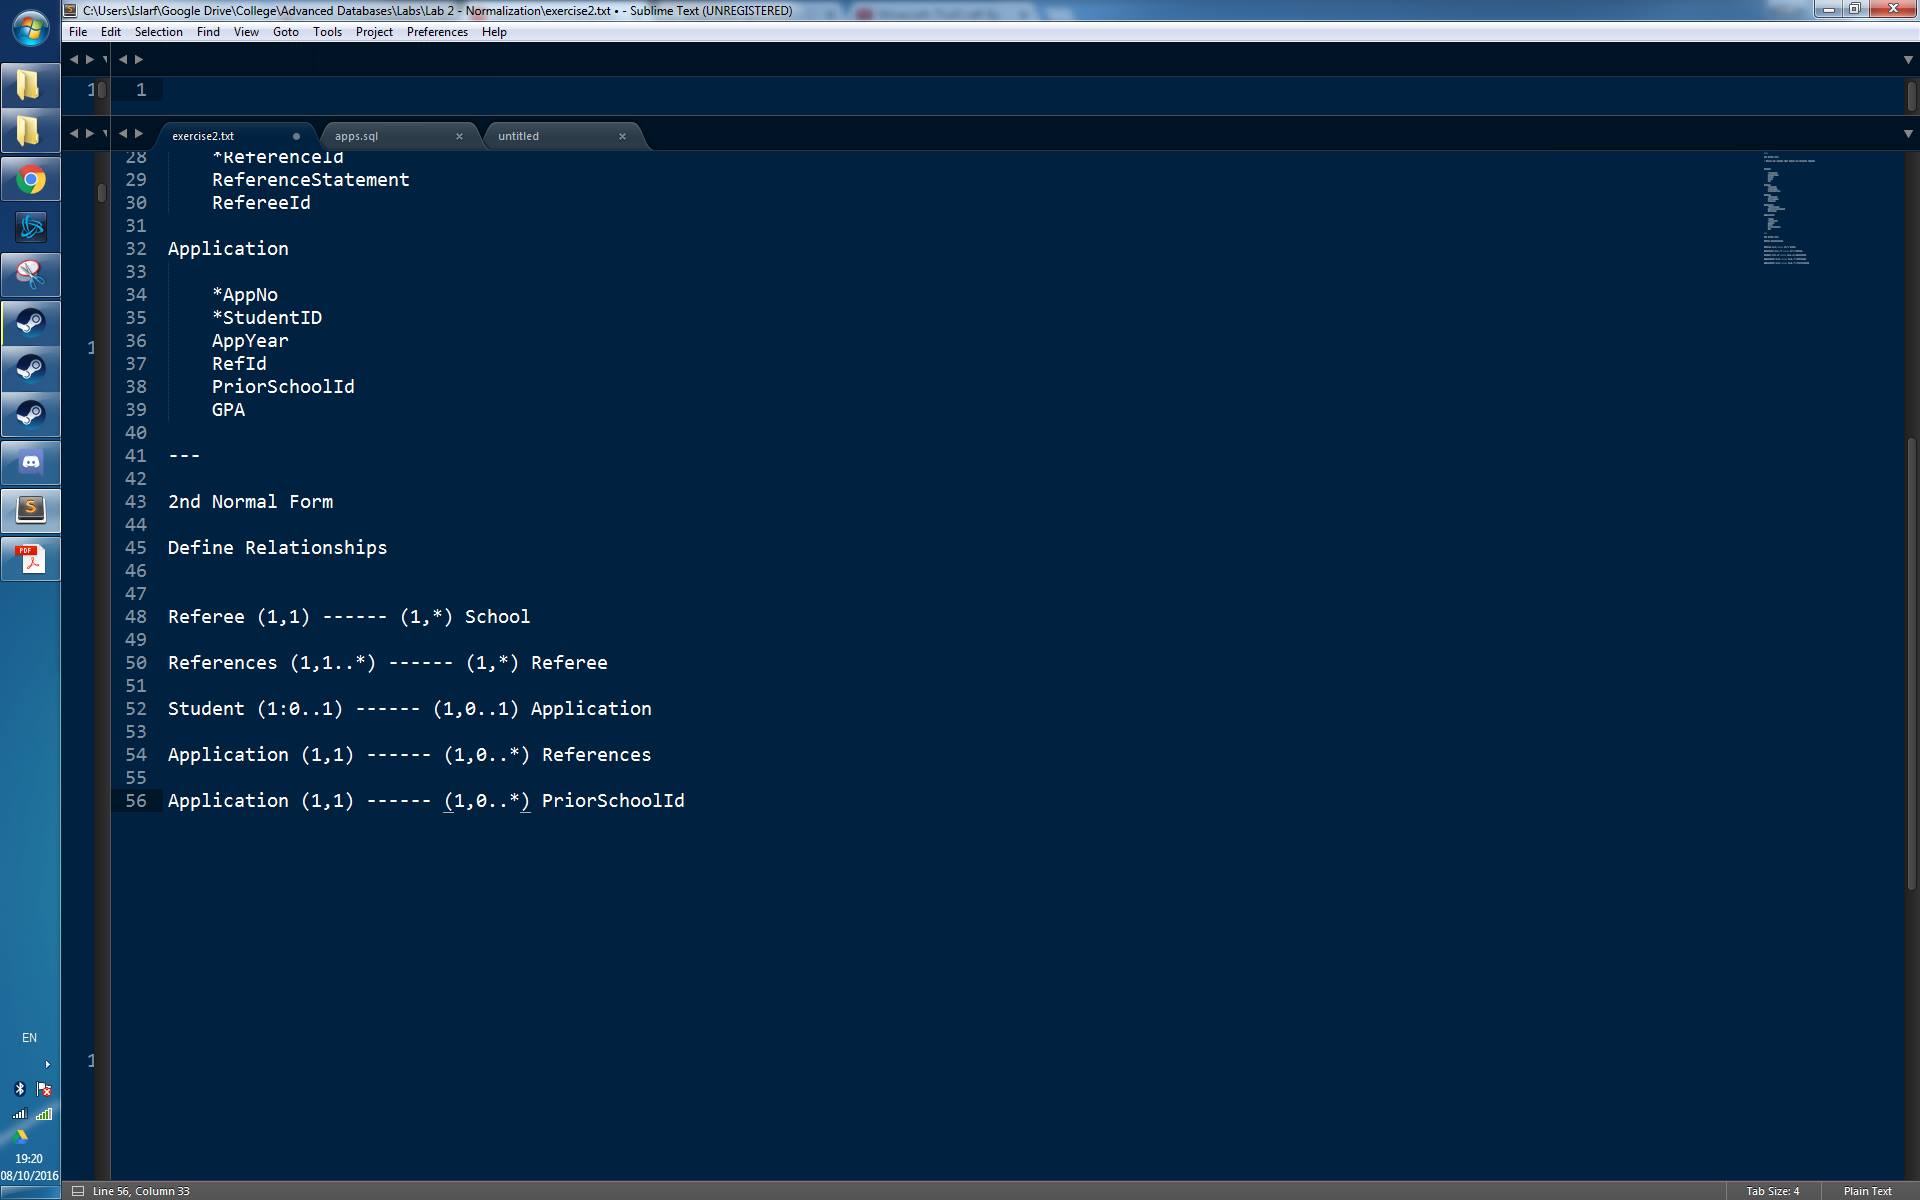 C:\Users\Islarf\Google Drive\College\Advanced Databases\Labs\Lab 2 - Normalization\exercise2.txt • - Sublime Text (UNREGISTERED)
File Edit Selection Find View Goto Tools Project Preferences Help
1 1
exercise2.txt apps.sql untitled
28 *ReferenceId
29 ReferenceStatement
30 RefereeId
31
32 Application
33
34 *AppNo
35 *StudentID
36 AppYear
1
37 RefId
38 PriorSchoolId
39 GPA
40
41 ---
42
43 2nd Normal Form
44
45 Define Relationships
46
47
48 Referee (1,1) ------ (1,*) School
49
50 References (1,1..*) ------ (1,*) Referee
51
52 Student (1:0..1) ------ (1,0..1) Application
53
54 Application (1,1) ------ (1,0..*) References
55
56 Application (1,1) ------ (1,0..*) PriorSchoolId
PDF
EN
1
19:20
08/10/2016
Line 56, Column 33 Tab Size: 4 Plain Text